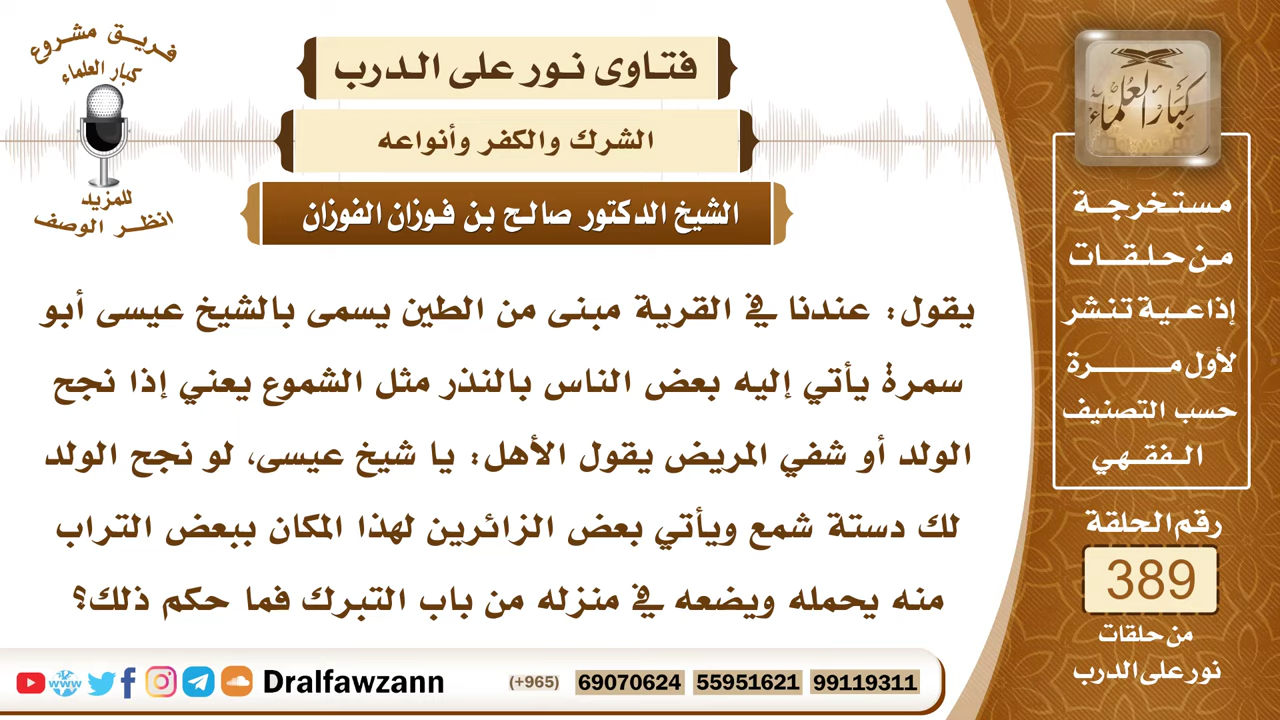 فريق مشروع
كبار العلماء
للمزيد
انظر الوصف
فتاوى نور على الدرب
الشرك والكفر وأنواعه
الشيخ الدكتور صالح بن فوزان الفوزان
يقول: عندنا في القرية مبنى من الطين يسمى بالشيخ عيسى أبو
سمرة يأتي إليه بعض الناس بالنذر مثل الشموع يعني إذا نجح
الولد أو شفي المريض يقول الأهل: يا شيخ عيسى، لو نجح الولد
لك دستة شمع ويأتي بعض الزائرين لهذا المكان ببعض التراب
منه يحمله ويضعه في منزله من باب التبرك فما حكم ذلك؟
كبار العلماء
مستخرجة
من حلقات
إذاعية تنشر
لأول مرة
حسب التصنيف
الفقهي
رقم الحلقة
389
من حلقات
نور على الدرب
www
Dralfawzann
(+965) 69070624 55951621 99119311